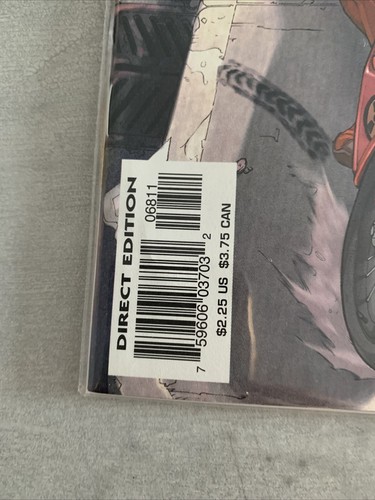 DIRECT EDITION
06811
7 59606 03703 2
$2.25 US $3.75 CAN